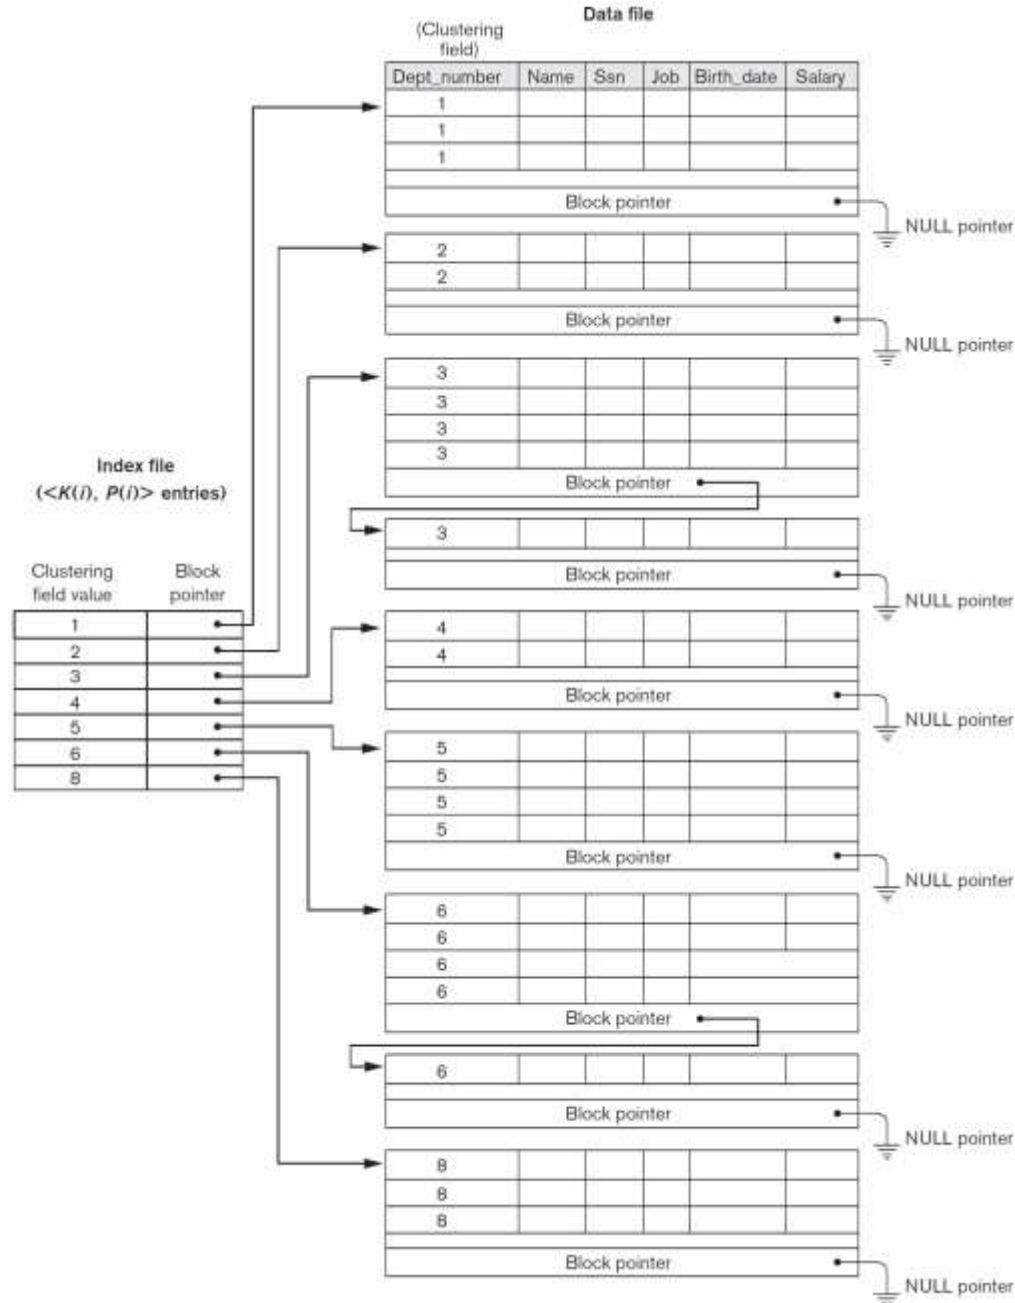 Data file
(Clustering
field)
Dept_number Name Ssn Job Birth_date Salary
1
1
1
Block pointer
NULL pointer
2
2
Block pointer
NULL pointer
3
3
3
3
Block pointer
3
Block pointer
NULL pointer
Index file
(<K(i), P(i)> entries)
Clustering Block
field value pointer
1
2
3
4
5
6
8
4
4
Block pointer
NULL pointer
5
5
5
5
Block pointer
NULL pointer
6
6
6
6
Block pointer
6
Block pointer
NULL pointer
8
8
8
Block pointer
NULL pointer